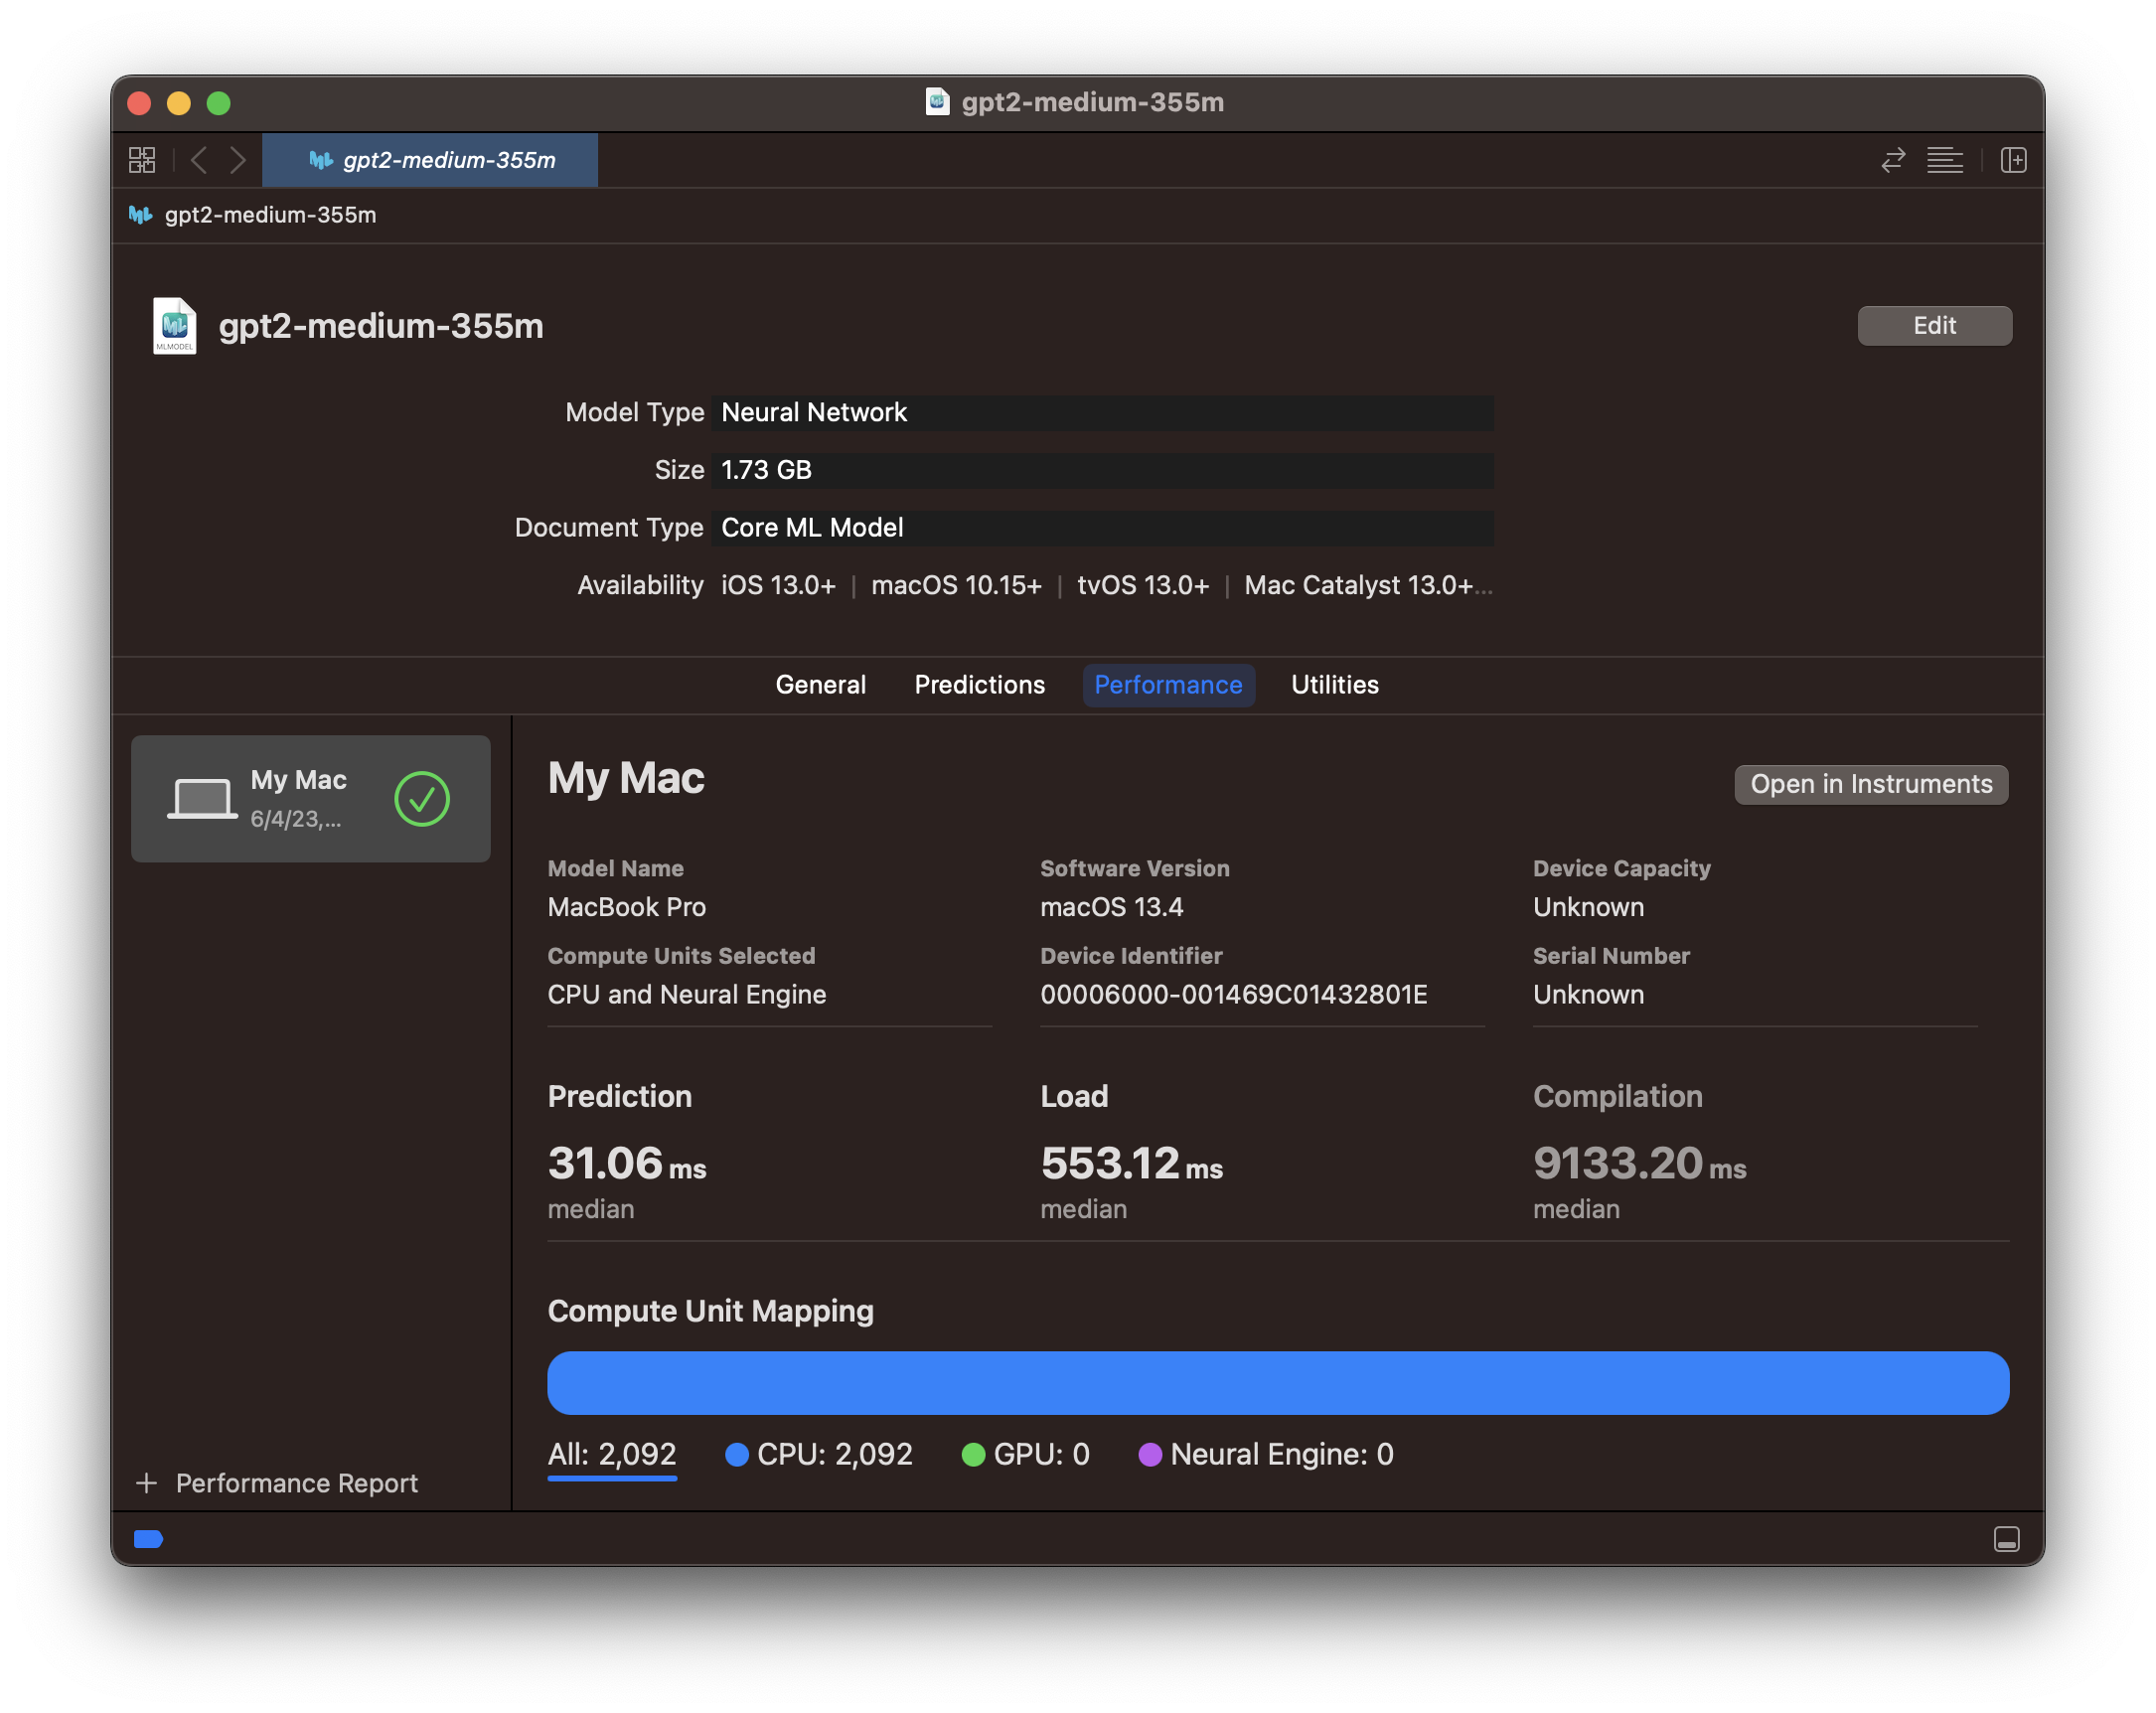 gpt2-medium-355m
gpt2-medium-355m
gpt2-medium-355m
MLMODEL
gpt2-medium-355m
Edit
Model Type Neural Network
Size 1.73 GB
Document Type Core ML Model
Availability iOS 13.0+ | macOS 10.15+ | tvOS 13.0+ | Mac Catalyst 13.0+...
General Predictions Performance Utilities
My Mac
6/4/23,...
My Mac
Open in Instruments
Model Name Software Version Device Capacity
MacBook Pro macOS 13.4 Unknown
Compute Units Selected Device Identifier Serial Number
CPU and Neural Engine 00006000-001469C01432801E Unknown
Prediction Load Compilation
31.06 ms 553.12 ms 9133.20 ms
median median median
Compute Unit Mapping
All: 2,092 CPU: 2,092 GPU: 0 Neural Engine: 0
+ Performance Report